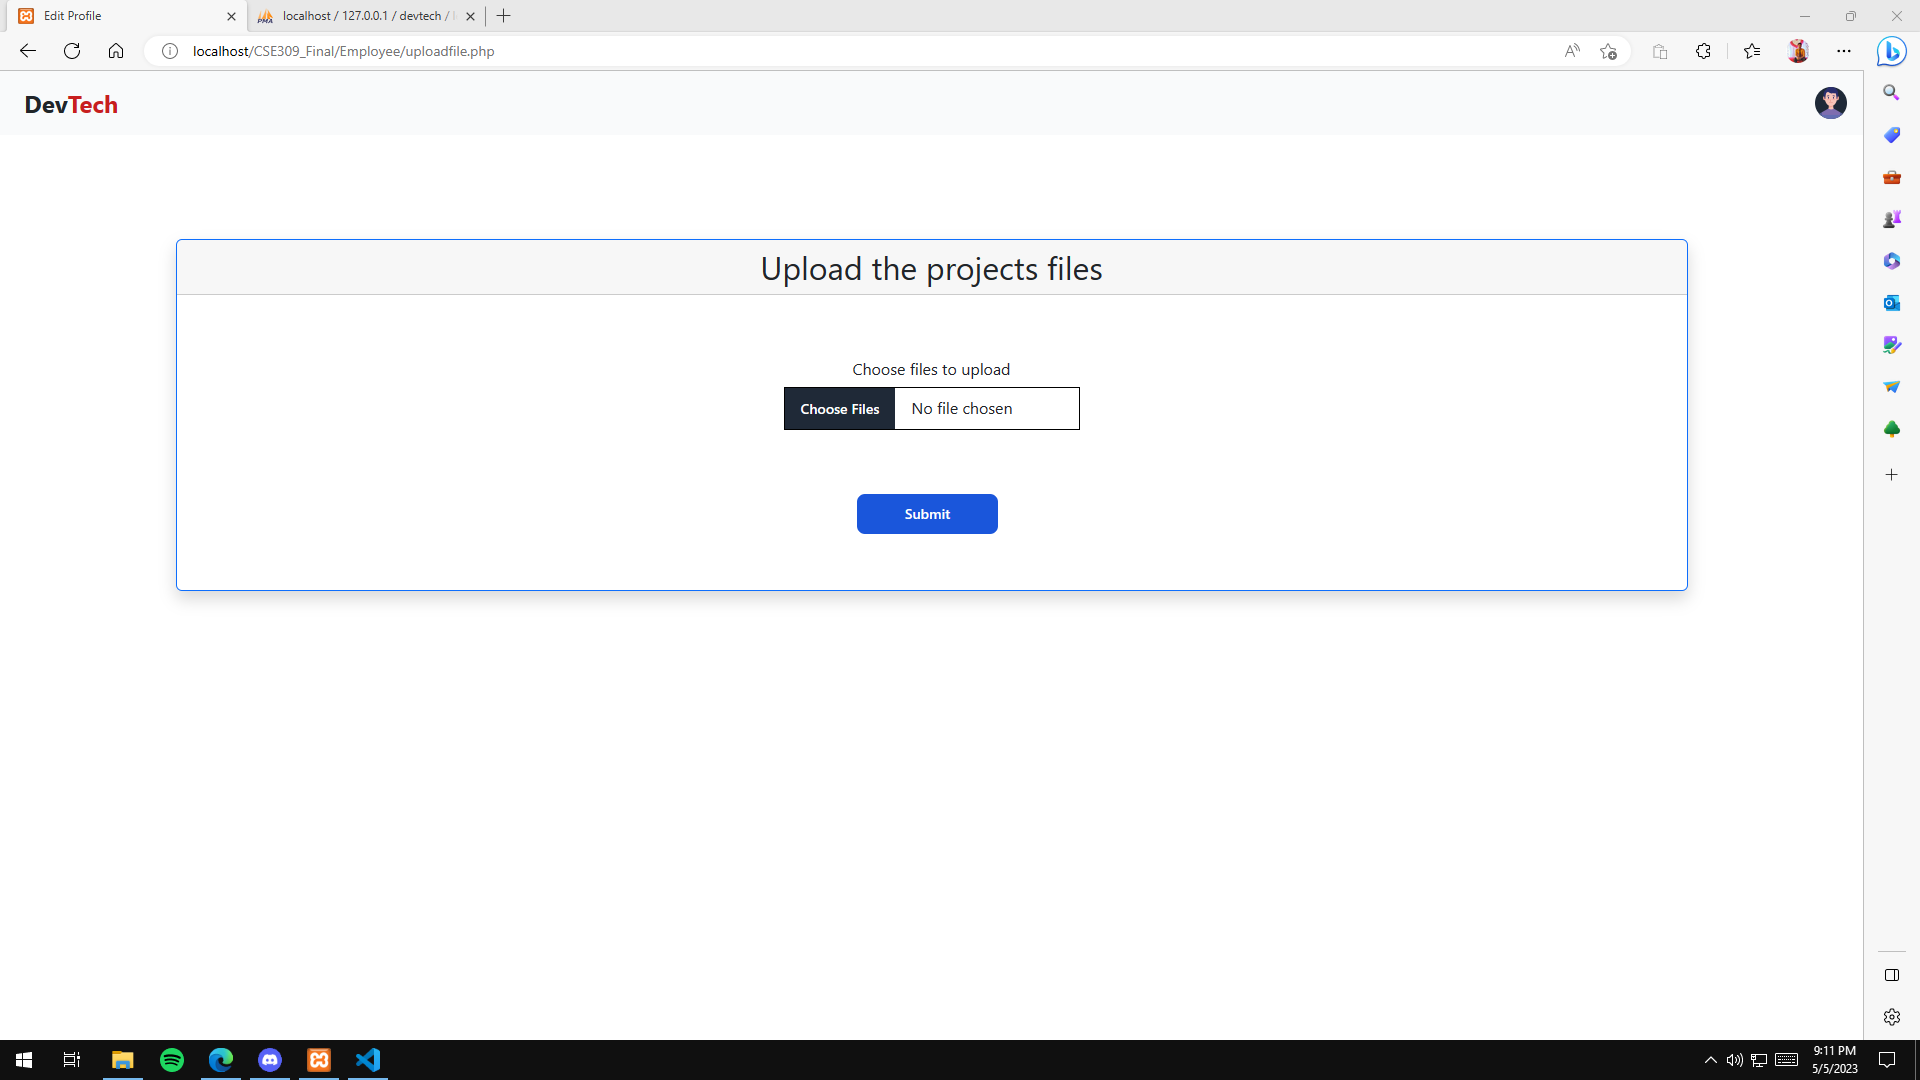 Edit Profile
localhost / 127.0.0.1 / devtech /
localhost/CSE309_Final/Employee/uploadfile.php
DevTech
Upload the projects files
Choose files to upload
Choose Files
No file chosen
Submit
9:11 PM
5/5/2023